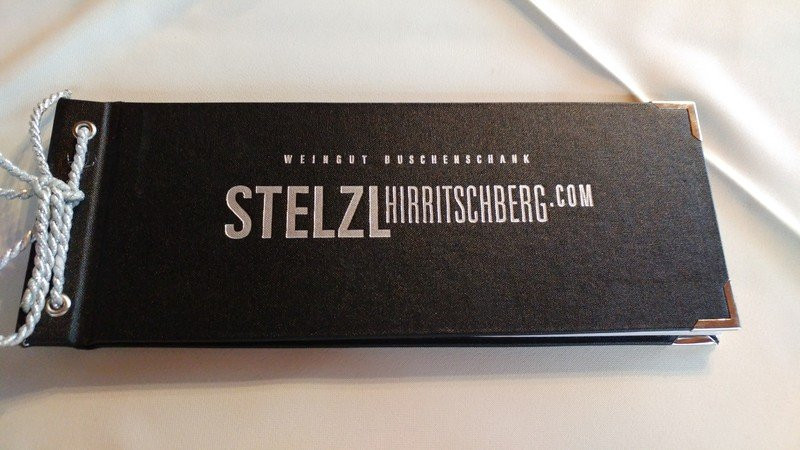 WEINGUT BUSCHENSCHANK
STELZLHIRRITSCHBERG.COM